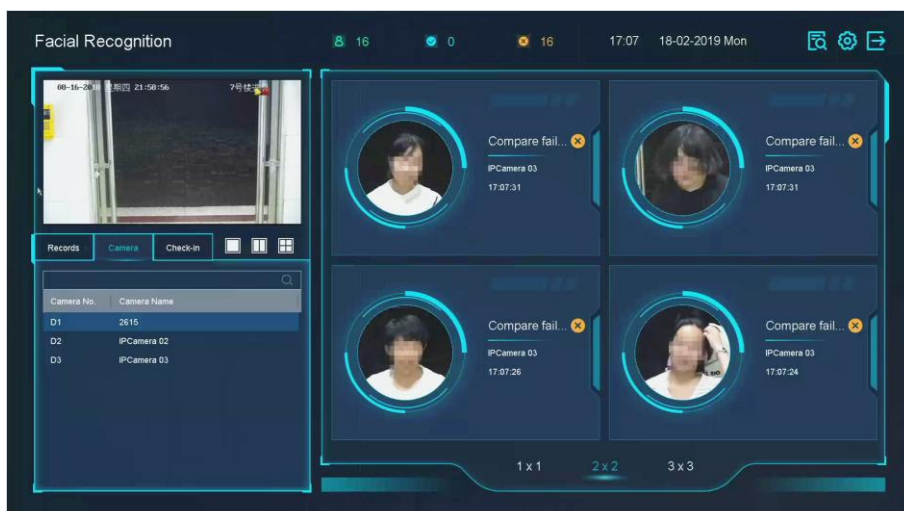 Facial Recognition
16
0
16
17:07
18-02-2019 Mon
星期四 21:50:56
Records
Camera
Check-in
Camera No.
Camera Name
D1
2615
D2
IPCamera 02
D3
IPCamera 03
Compare fail...
IPCamera 03
17:07:31
Compare fail...
IPCamera 03
17:07:31
Compare fail...
IPCamera 03
17:07:26
Compare fail...
IPCamera 03
17:07:24
1 x 1
2 x 2
3 x 3